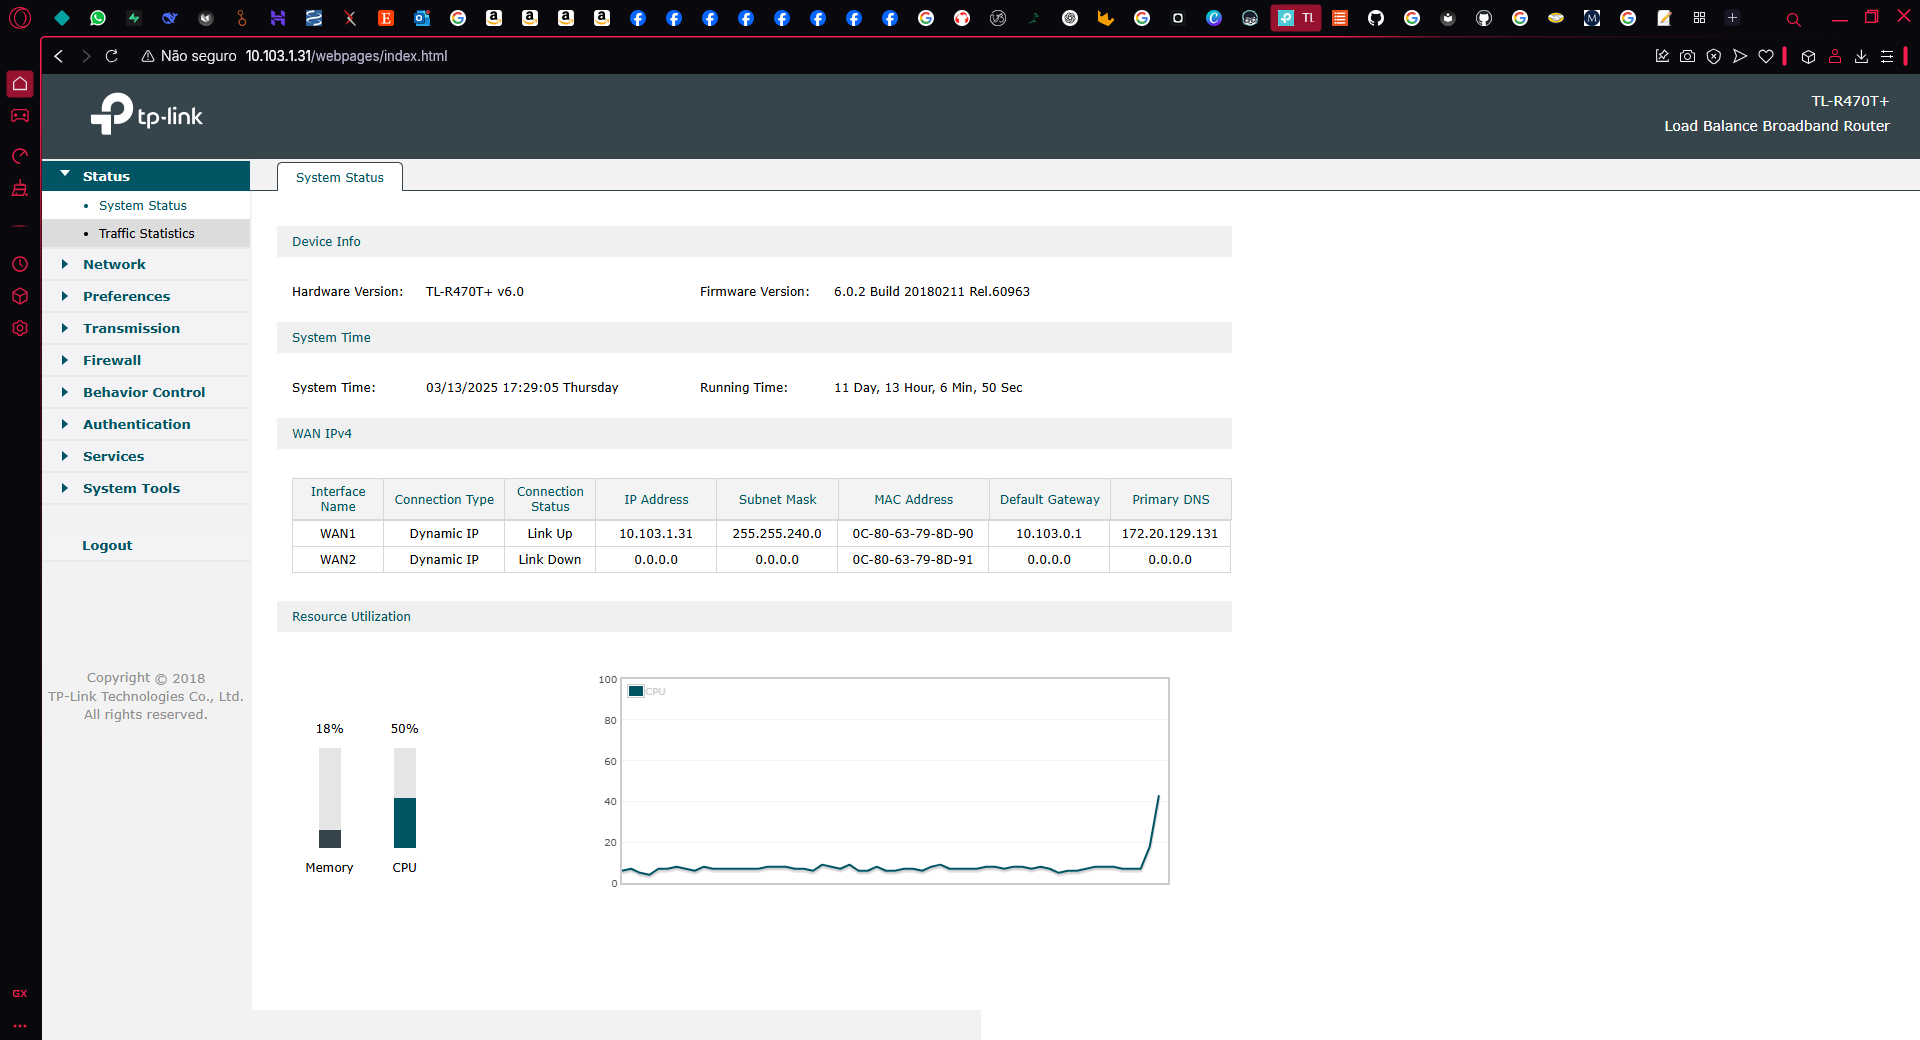 TL
Não seguro 10.103.1.31/webpages/index.html
tp-link
TL-R470T+
Load Balance Broadband Router
Status
System Status
Traffic Statistics
Network
Preferences
Transmission
Firewall
Behavior Control
Authentication
Services
System Tools
Logout
Copyright © 2018
TP-Link Technologies Co., Ltd.
All rights reserved.
System Status
Device Info
Hardware Version: TL-R470T+ v6.0 Firmware Version: 6.0.2 Build 20180211 Rel.60963
System Time
System Time: 03/13/2025 17:29:05 Thursday Running Time: 11 Day, 13 Hour, 6 Min, 50 Sec
WAN IPv4
Interface Name Connection Type Connection Status IP Address Subnet Mask MAC Address Default Gateway Primary DNS
WAN1 Dynamic IP Link Up 10.103.1.31 255.255.240.0 0C-80-63-79-8D-90 10.103.0.1 172.20.129.131
WAN2 Dynamic IP Link Down 0.0.0.0 0.0.0.0 0C-80-63-79-8D-91 0.0.0.0 0.0.0.0
Resource Utilization
18% 50%
Memory CPU
100
80
60
40
20
0
CPU
GX